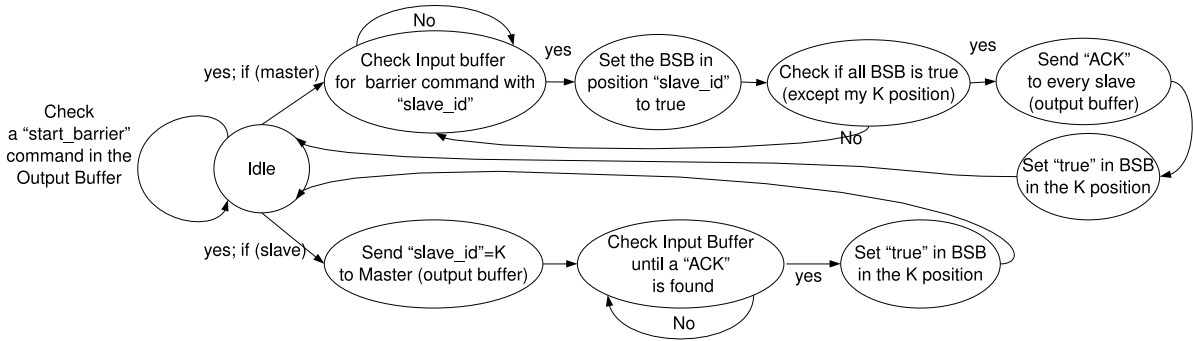 No
Check Input buffer
for barrier command with
“slave_id”
yes
Set the BSB in
position “slave_id”
to true
Check if all BSB is true
(except my K position)
yes
Send “ACK”
to every slave
(output buffer)
yes; if (master)
No
Check
a “start_barrier”
command in the
Output Buffer
Idle
Set “true” in BSB
in the K position
yes; if (slave)
Send “slave_id”=K
to Master (output buffer)
Check Input Buffer
until a “ACK”
is found
yes
No
Set “true” in BSB
in the K position